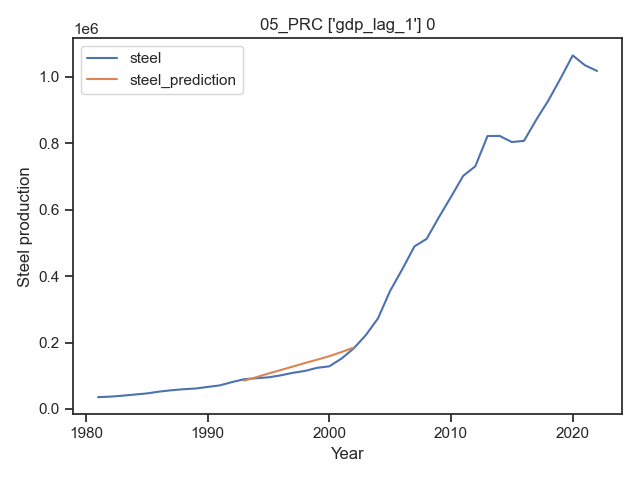 05_PRC ['gdp_lag_1'] 0
1e6
steel
steel_prediction
1.0
0.8
0.6
0.4
0.2
0.0
Steel production
1980
1990
2000
2010
2020
Year